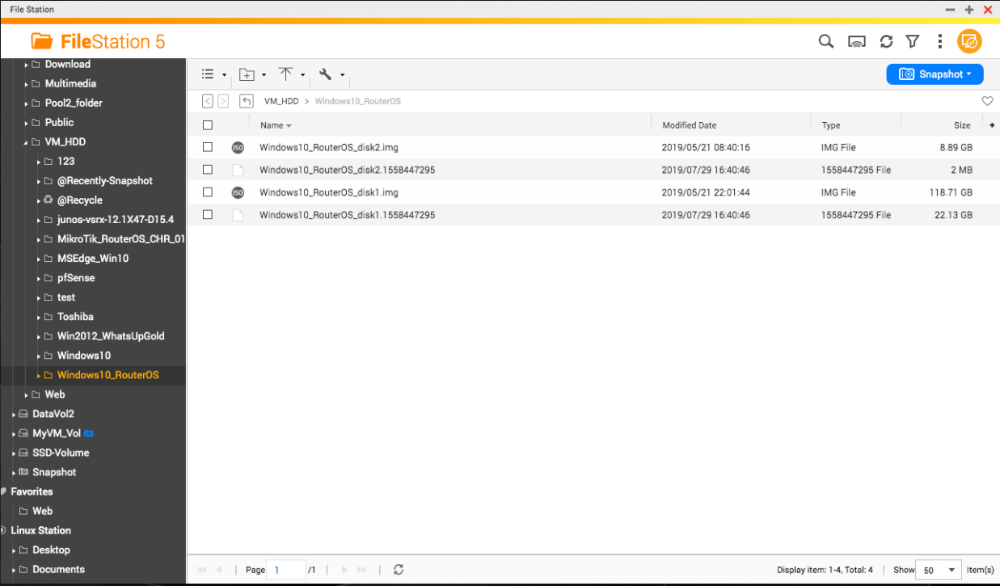 File Station
FileStation 5
Download
Multimedia
Pool2_folder
Public
VM_HDD
123
@Recently-Snapshot
@Recycle
junos-vsrx-12.1X47-D15.4
MikroTik_RouterOS_CHR_01
MSEdge_Win10
pfSense
test
Toshiba
Win2012_WhatsUpGold
Windows10
Windows10_RouterOS
Web
DataVol2
MyVM_Vol
SSD-Volume
Snapshot
Favorites
Web
Linux Station
Desktop
Documents
Snapshot
VM_HDD > Windows10_RouterOS
Name Modified Date Type Size
ISO Windows10_RouterOS_disk2.img 2019/05/21 08:40:16 IMG File 8.89 GB
Windows10_RouterOS_disk2.1558447295 2019/07/29 16:40:46 1558447295 File 2 MB
ISO Windows10_RouterOS_disk1.img 2019/05/21 22:01:44 IMG File 118.71 GB
Windows10_RouterOS_disk1.1558447295 2019/07/29 16:40:46 1558447295 File 22.13 GB
Page 1 /1 Display item: 1-4, Total: 4 Show 50 Item(s)